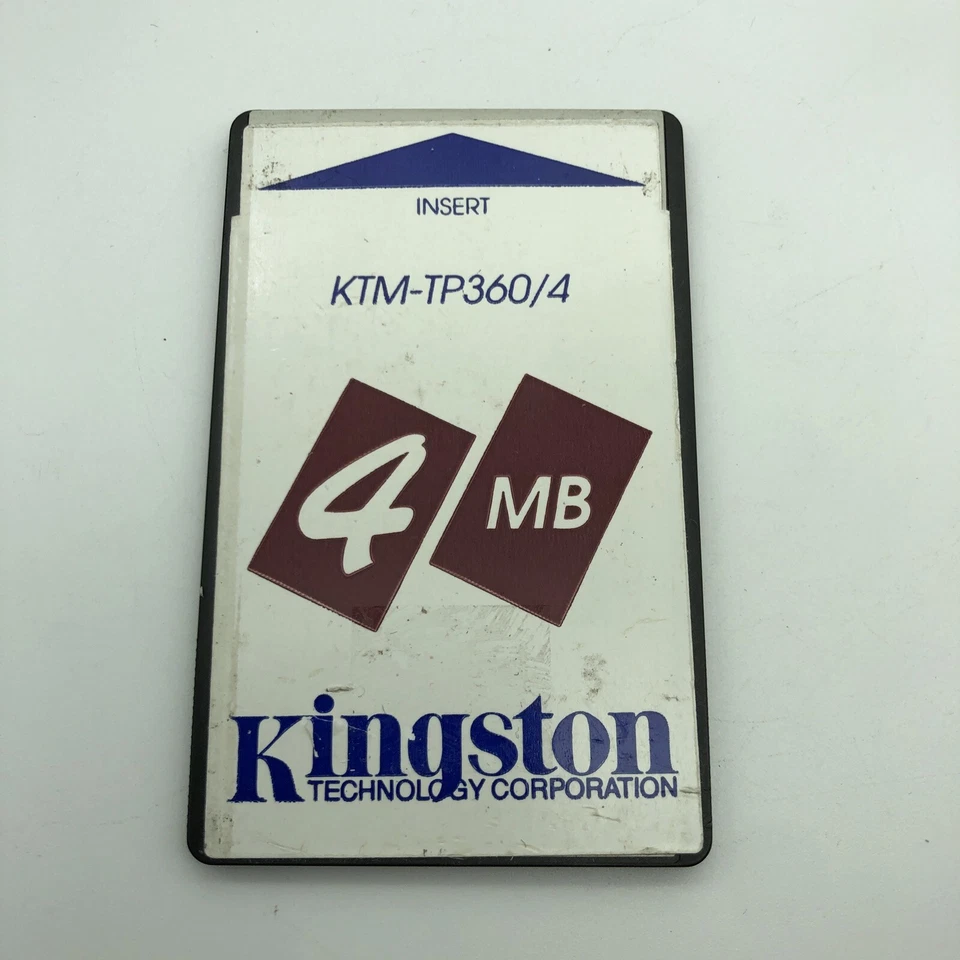 INSERT
KTM-TP360/4
4 MB
Kingston
TECHNOLOGY CORPORATION